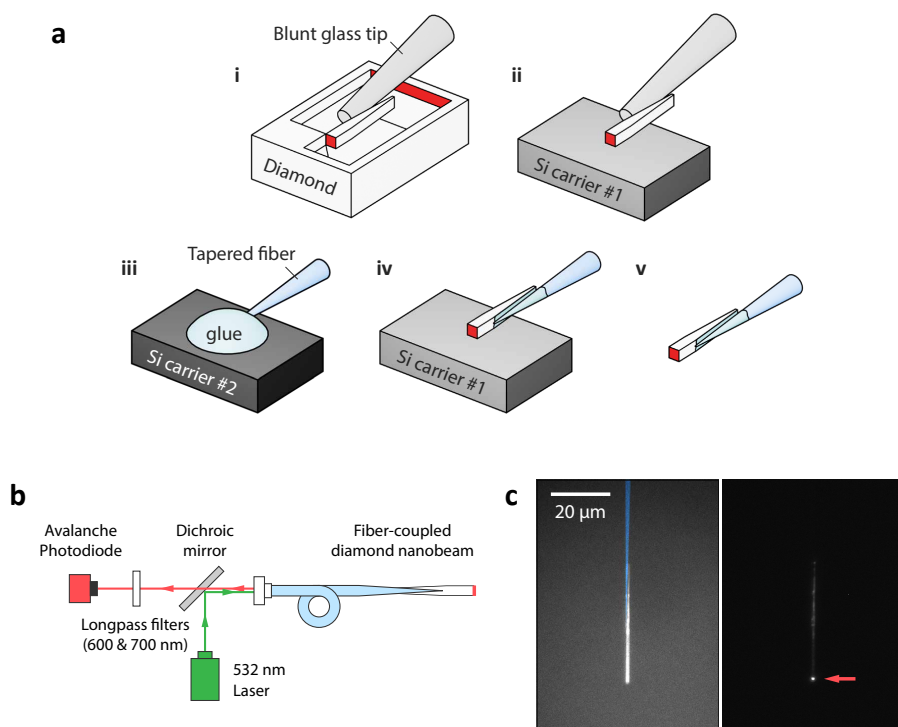 a
Blunt glass tip
i
ii
Diamond
Si carrier #1
Tapered fiber
iii
iv
v
glue
Si carrier #2
Si carrier #1
b
Avalanche
Photodiode
Dichroic
mirror
Fiber-coupled
diamond nanobeam
Longpass filters
(600 & 700 nm)
532 nm
Laser
c
20 µm